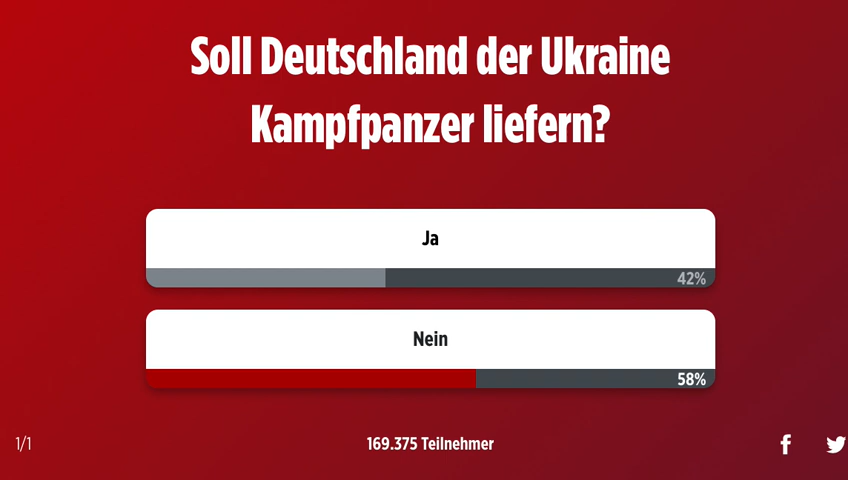 Soll Deutschland der Ukraine
Kampfpanzer liefern?
Ja
42%
Nein
58%
1/1
169.375 Teilnehmer